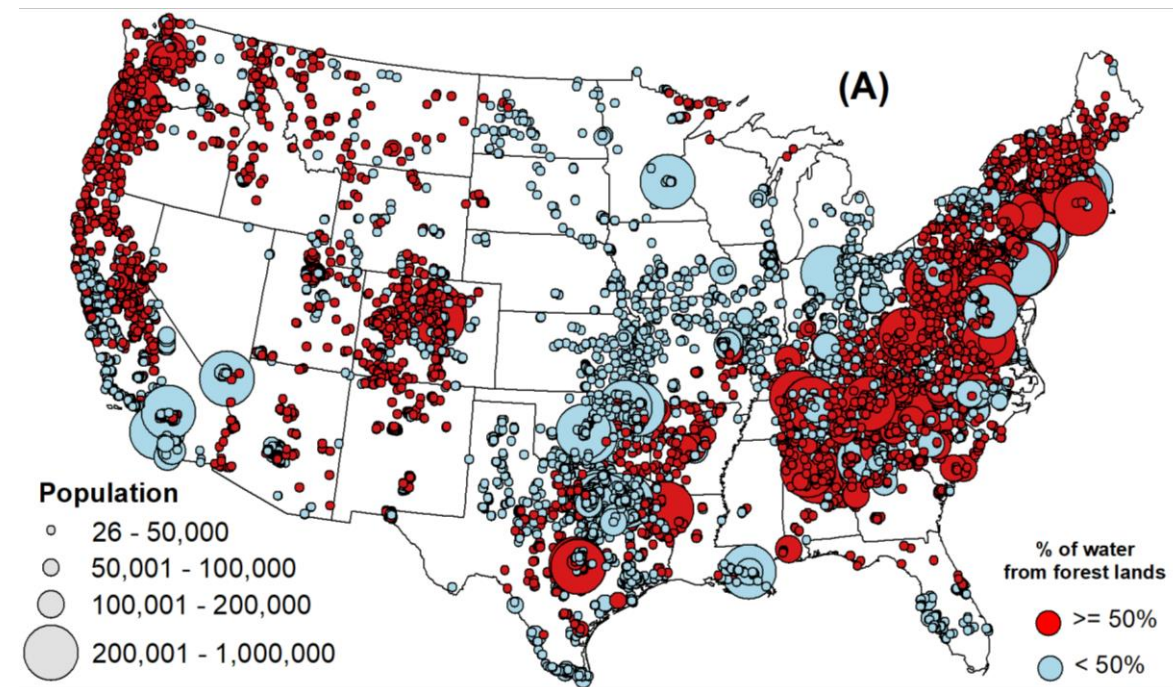 (A)
Population
26 - 50,000
50,001 - 100,000
100,001 - 200,000
200,001 - 1,000,000
% of water
from forest lands
>= 50%
< 50%